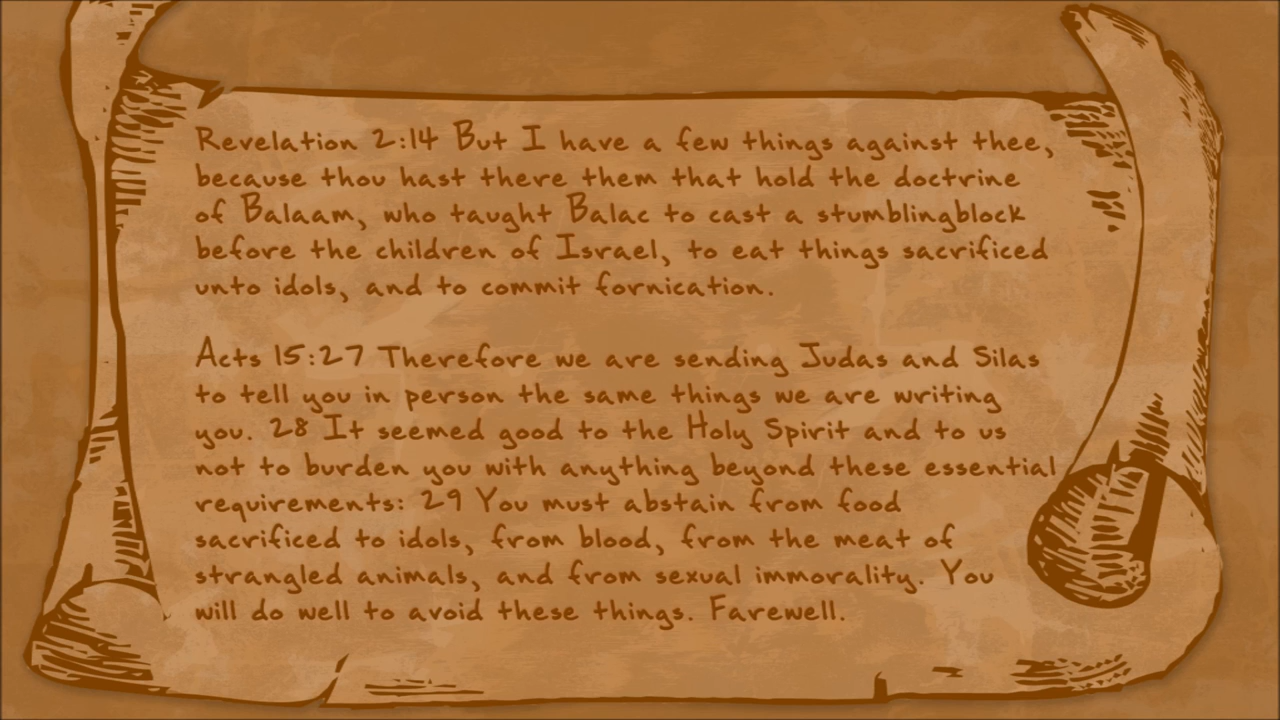 Revelation 2:14 But I have a few things against thee,
because thou hast there them that hold the doctrine
of Balaam, who taught Balac to cast a stumblingblock
before the children of Israel, to eat things sacrificed
unto idols, and to commit fornication.
Acts 15:27 Therefore we are sending Judas and Silas
to tell you in person the same things we are writing
you. 28 It seemed good to the Holy Spirit and to us
not to burden you with anything beyond these essential
requirements: 29 You must abstain from food
sacrificed to idols, from blood, from the meat of
strangled animals, and from sexual immorality. You
will do well to avoid these things. Farewell.